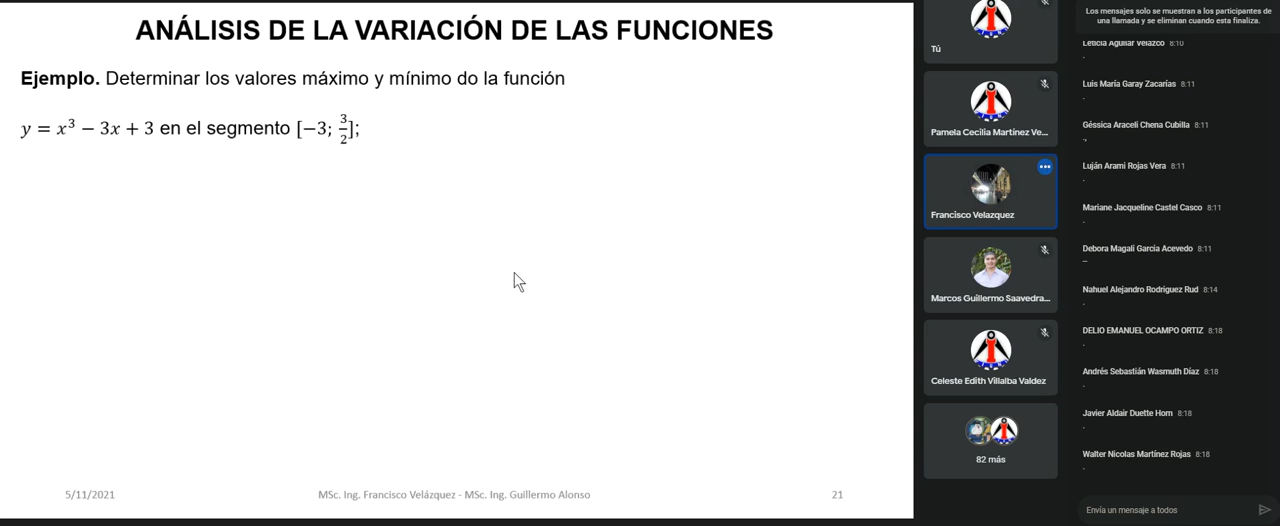 ANÁLISIS DE LA VARIACIÓN DE LAS FUNCIONES
Ejemplo. Determinar los valores máximo y mínimo do la función
y = x³ − 3x + 3 en el segmento [−3; 3/2];
5/11/2021
MSc. Ing. Francisco Velázquez - MSc. Ing. Guillermo Alonso
21
Tú
Pamela Cecilia Martínez Ve...
Francisco Velazquez
Marcos Guillermo Saavedra...
Celeste Edith Villalba Valdez
82 más
Los mensajes solo se muestran a los participantes de
una llamada y se eliminan cuando esta finaliza.
Leticia Aguilar Velazco 8:10
.
Luis María Garay Zacarías 8:11
.
Géssica Aracelí Chena Cubilla 8:11
.,
Luján Arami Rojas Vera 8:11
.
Mariane Jacqueline Castel Casco 8:11
.
Debora Magali García Acevedo 8:11
Nahuel Alejandro Rodriguez Rud 8:14
.
DELIO EMANUEL OCAMPO ORTIZ 8:18
.
Andrés Sebastián Wasmuth Díaz 8:18
.
Javier Aldair Duette Horn 8:18
.
Walter Nicolas Martínez Rojas 8:18
.
Envía un mensaje a todos